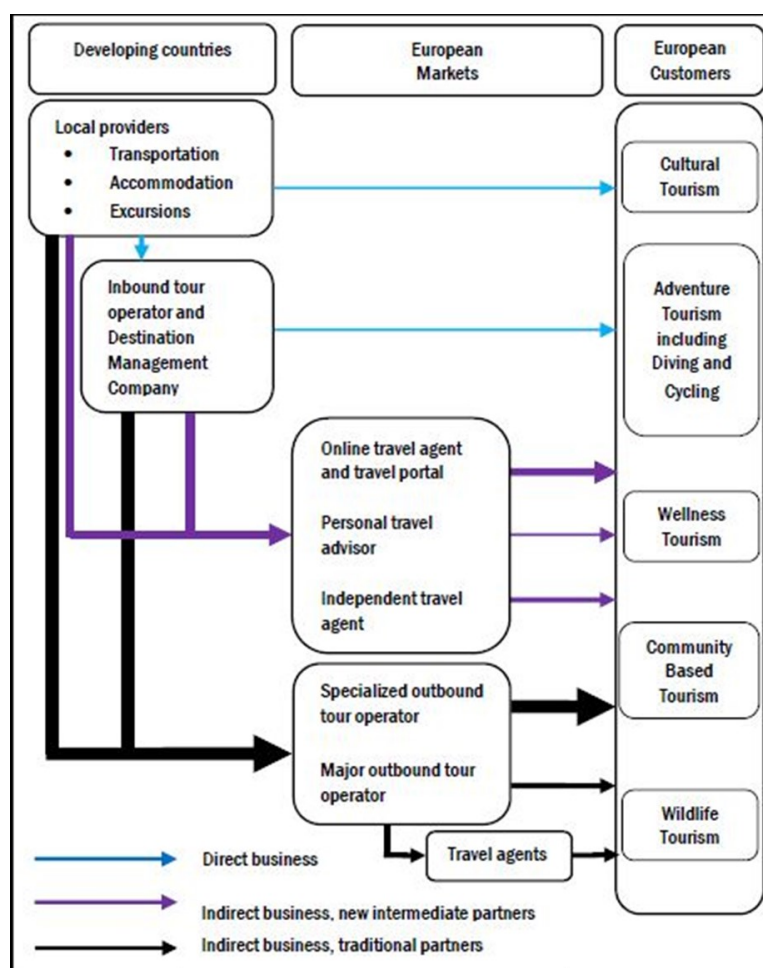 Developing countries
European
Markets
European
Customers
Local providers
• Transportation
• Accommodation
• Excursions
Cultural
Tourism
Inbound tour
operator and
Destination
Management
Company
Adventure
Tourism
including
Diving and
Cycling
Online travel agent
and travel portal
Personal travel
advisor
Independent travel
agent
Wellness
Tourism
Community
Based
Tourism
Specialized outbound
tour operator
Major outbound tour
operator
Wildlife
Tourism
Travel agents
Direct business
Indirect business, new intermediate partners
Indirect business, traditional partners